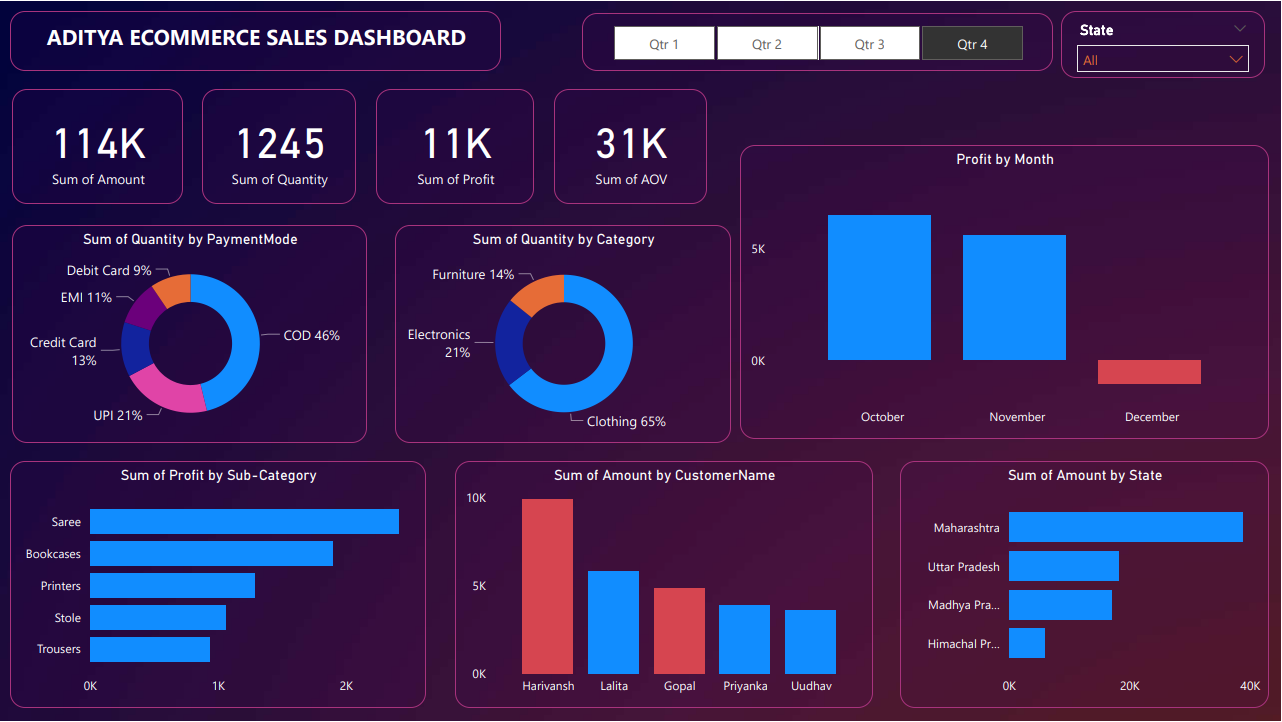 ADITYA ECOMMERCE SALES DASHBOARD
Qtr 1
Qtr 2
Qtr 3
Qtr 4
State
All
114K
Sum of Amount
1245
Sum of Quantity
11K
Sum of Profit
31K
Sum of AOV
Sum of Quantity by PaymentMode
Debit Card 9%
EMI 11%
Credit Card
13%
UPI 21%
COD 46%
Sum of Quantity by Category
Furniture 14%
Electronics
21%
Clothing 65%
Profit by Month
5K
0K
October
November
December
Sum of Profit by Sub-Category
Saree
Bookcases
Printers
Stole
Trousers
0K
1K
2K
Sum of Amount by CustomerName
10K
5K
0K
Harivansh
Lalita
Gopal
Priyanka
Uudhav
Sum of Amount by State
Maharashtra
Uttar Pradesh
Madhya Pra...
Himachal Pr...
0K
20K
40K